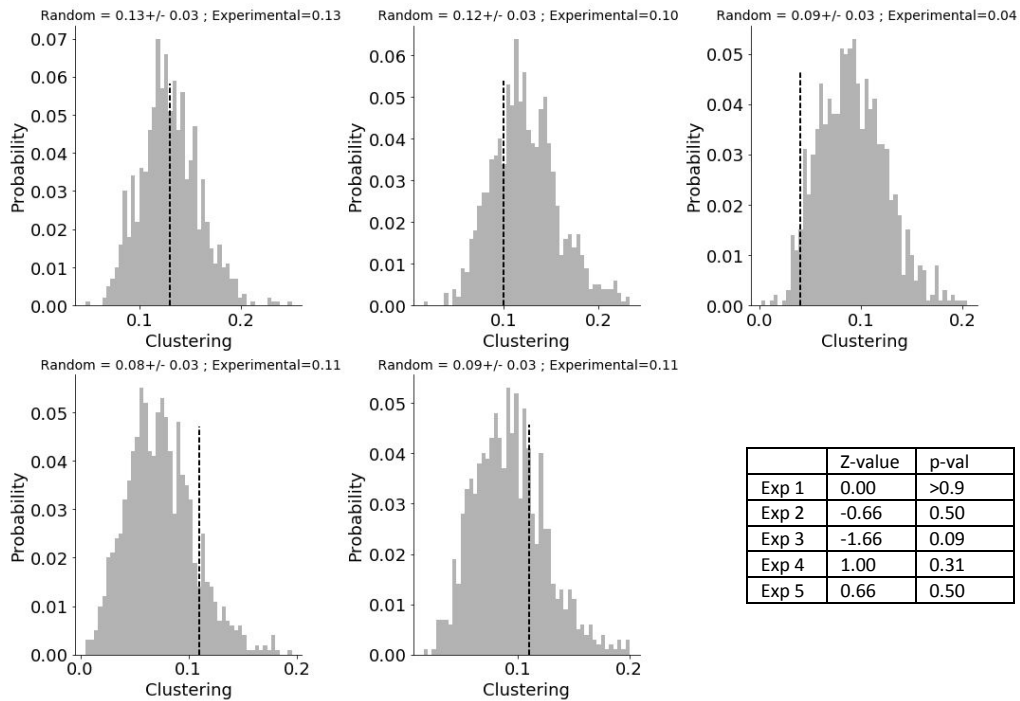 Random = 0.13+/- 0.03 ; Experimental=0.13
0.07
0.06
0.05
0.04
0.03
0.02
0.01
0.00
Probability
0.1
0.2
Clustering
Random = 0.12+/- 0.03 ; Experimental=0.10
0.06
0.05
0.04
0.03
0.02
0.01
0.00
Probability
0.1
0.2
Clustering
Random = 0.09+/- 0.03 ; Experimental=0.04
0.05
0.04
0.03
0.02
0.01
0.00
Probability
0.0
0.1
0.2
Clustering
Random = 0.08+/- 0.03 ; Experimental=0.11
0.05
0.04
0.03
0.02
0.01
0.00
Probability
0.0
0.1
0.2
Clustering
Random = 0.09+/- 0.03 ; Experimental=0.11
0.05
0.04
0.03
0.02
0.01
0.00
Probability
0.1
0.2
Clustering
Z-value p-val
Exp 1 0.00 >0.9
Exp 2 -0.66 0.50
Exp 3 -1.66 0.09
Exp 4 1.00 0.31
Exp 5 0.66 0.50